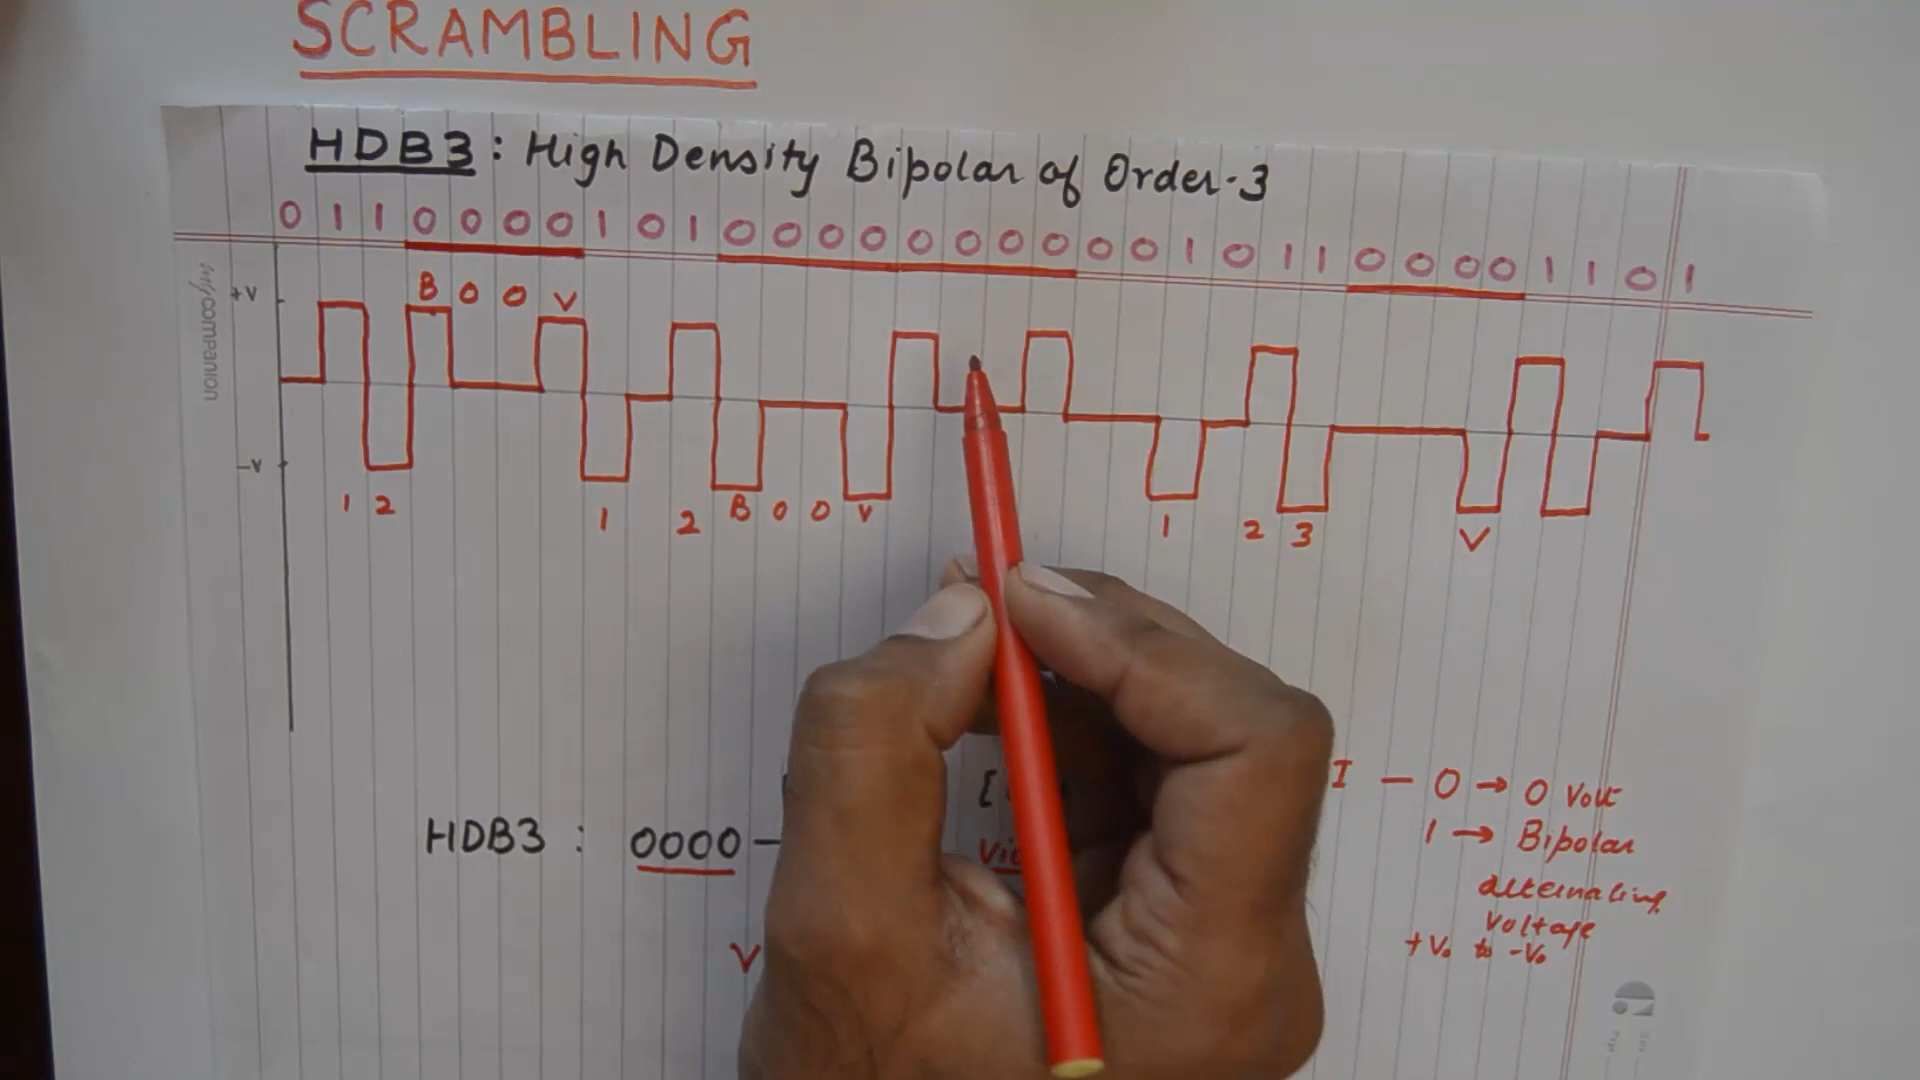 SCRAMBLING
HDB3 : High Density Bipolar of Order-3
0 1 1 0 0 0 0 1 0 1 0 0 0 0 0 0 0 0 0 0 1 0 1 1 0 0 0 0 1 1 0 1
B 0 0 V
+V
mycompanion
-V
1 2 1 2 B 0 0 V 1 2 3 V
I — 0 → 0 Volt
HDB3 : 0000 —
1 → Bipolar
alternating
Voltage
V
+V₀ to -V₀